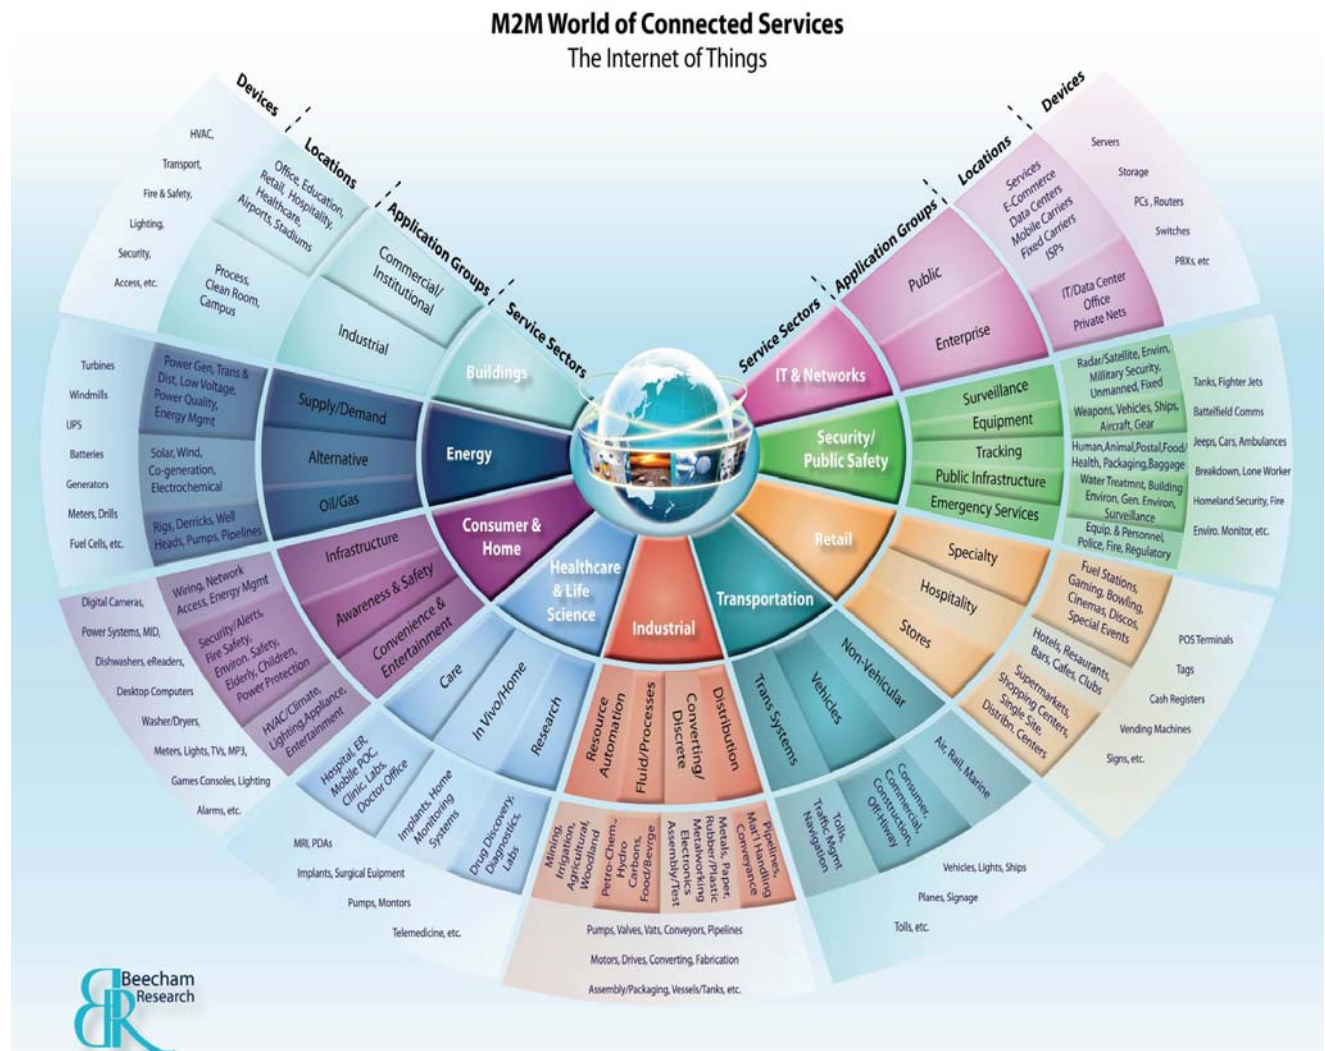 M2M World of Connected Services
The Internet of Things
Devices
Locations
Application Groups
Service Sectors
Devices
Locations
Application Groups
Service Sectors
Buildings
Commercial/
Institutional
Industrial
Office, Education,
Retail, Hospitality,
Healthcare,
Airports, Stadiums
Process,
Clean Room,
Campus
HVAC,
Transport,
Fire & Safety,
Lighting,
Security,
Access, etc.
Energy
Supply/Demand
Alternative
Oil/Gas
Power Gen, Trans &
Dist, Low Voltage,
Power Quality,
Energy Mgmt
Solar, Wind,
Co-generation,
Electrochemical
Rigs, Derricks, Well
Heads, Pumps, Pipelines
Turbines
Windmills
UPS
Batteries
Generators
Meters, Drills
Fuel Cells, etc.
Consumer &
Home
Infrastructure
Awareness & Safety
Convenience &
Entertainment
Wiring, Network
Access, Energy Mgmt
Security/Alerts,
Fire Safety,
Environ. Safety,
Elderly, Children,
Power Protection
HVAC/Climate,
Lighting,Appliance,
Entertainment
Digital Cameras,
Power Systems, MID,
Dishwashers, eReaders,
Desktop Computers
Washer/Dryers,
Meters, Lights, TVs, MP3,
Games Consoles, Lighting
Alarms, etc.
Healthcare
& Life
Science
Care
In Vivo/Home
Research
Hospital, ER,
Mobile POC,
Clinic, Labs,
Doctor Office
Implants, Home
Monitoring
Systems
Drug Discovery,
Diagnostics,
Labs
MRI, PDAs
Implants, Surgical Euipment
Pumps, Montors
Telemedicine, etc.
Industrial
Resource
Automation
Fluid/Processes
Converting/
Discrete
Distribution
Mining,
Irrigation,
Agricultural,
Woodland
Petro-Chem.,
Hydro
Carbons,
Food/Bevrge
Metals, Paper,
Rubber/Plastic
Metalworking
Electronics
Assembly/Test
Pipelines,
Mat'l Handling
Conveyance
Pumps, Valves, Vats, Conveyors, Pipelines
Motors, Drives, Converting, Fabrication
Assembly/Packaging, Vessels/Tanks, etc.
Transportation
Non-Vehicular
Vehicles
Trans Systems
Air, Rail, Marine
Consumer,
Commercial,
Construction,
Off-Hiway
Tolls,
Traffic Mgmt
Navigation
Vehicles, Lights, Ships
Planes, Signage
Tolls, etc.
Retail
Specialty
Hospitality
Stores
Fuel Stations,
Gaming, Bowling,
Cinemas, Discos,
Special Events
Hotels, Resaurants,
Bars, Cafes, Clubs
Supermarkets,
Shopping Centers,
Single Site,
Distribn. Centers
POS Terminals
Tags
Cash Registers
Vending Machines
Signs, etc.
Security/
Public Safety
Surveillance
Equipment
Tracking
Public Infrastructure
Emergency Services
Radar/Satellite, Envirn,
Millitary Security,
Unmanned, Fixed
Weapons, Vehicles, Ships,
Aircraft, Gear
Human,Animal,Postal,Food/
Health, Packaging,Baggage
Water Treatmnt, Building
Environ, Gen. Environ,
Surveillance
Equip. & Personnel,
Police, Fire, Regulatory
Tanks, Fighter Jets
Battelfield Comms
Jeeps, Cars, Ambulances
Breakdown, Lone Worker
Homeland Security, Fire
Enviro. Monitor, etc.
IT & Networks
Public
Enterprise
Services
E-Commerce
Data Centers
Mobile Carriers
Fixed Carriers
ISPs
IT/Data Center
Office
Private Nets
Servers
Storage
PCs , Routers
Switches
PBXs, etc
BR
Beecham
Research